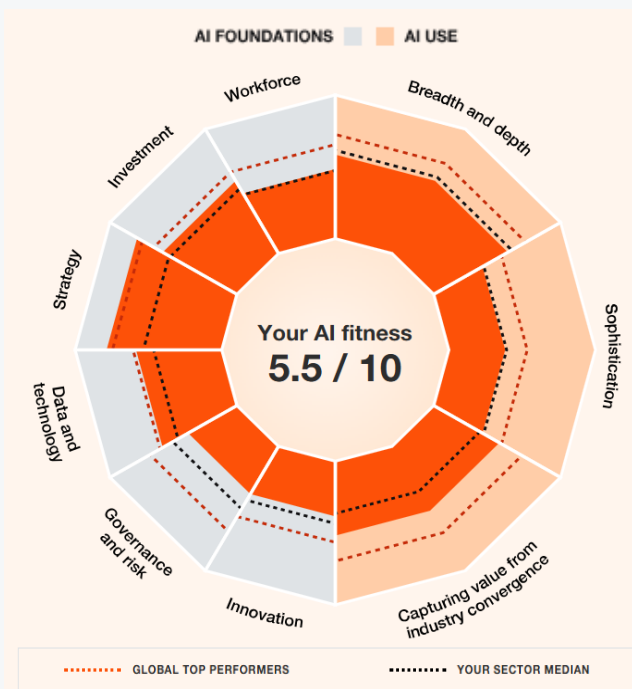 AI FOUNDATIONS
AI USE
Workforce
Breadth and depth
Investment
Strategy
Sophistication
Your AI fitness
5.5 / 10
Data and
technology
Governance
and risk
Innovation
Capturing value from
industry convergence
GLOBAL TOP PERFORMERS
YOUR SECTOR MEDIAN